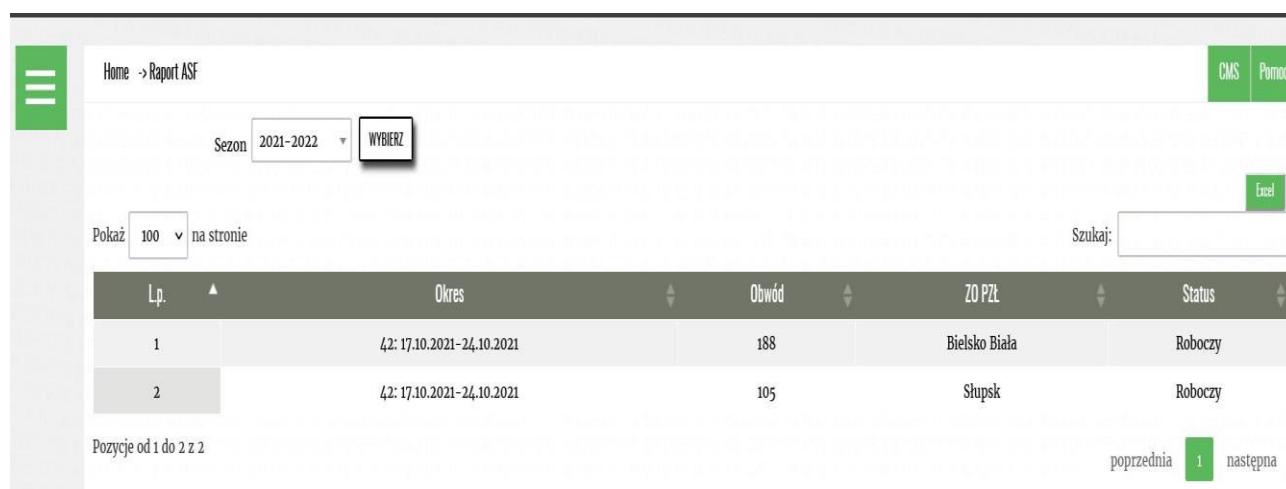 Home -> Raport ASF CMS
Sezon 2021-2022 WYBIERZ
Excel
Pokaż 100 na stronie Szukaj:
L.p. Okres Obwód ZO PZŁ Status
1 42: 17.10.2021-24.10.2021 188 Bielsko Biała Roboczy
2 42: 17.10.2021-24.10.2021 105 Słupsk Roboczy
Pozycje od 1 do 2 z 2
poprzednia 1 następna